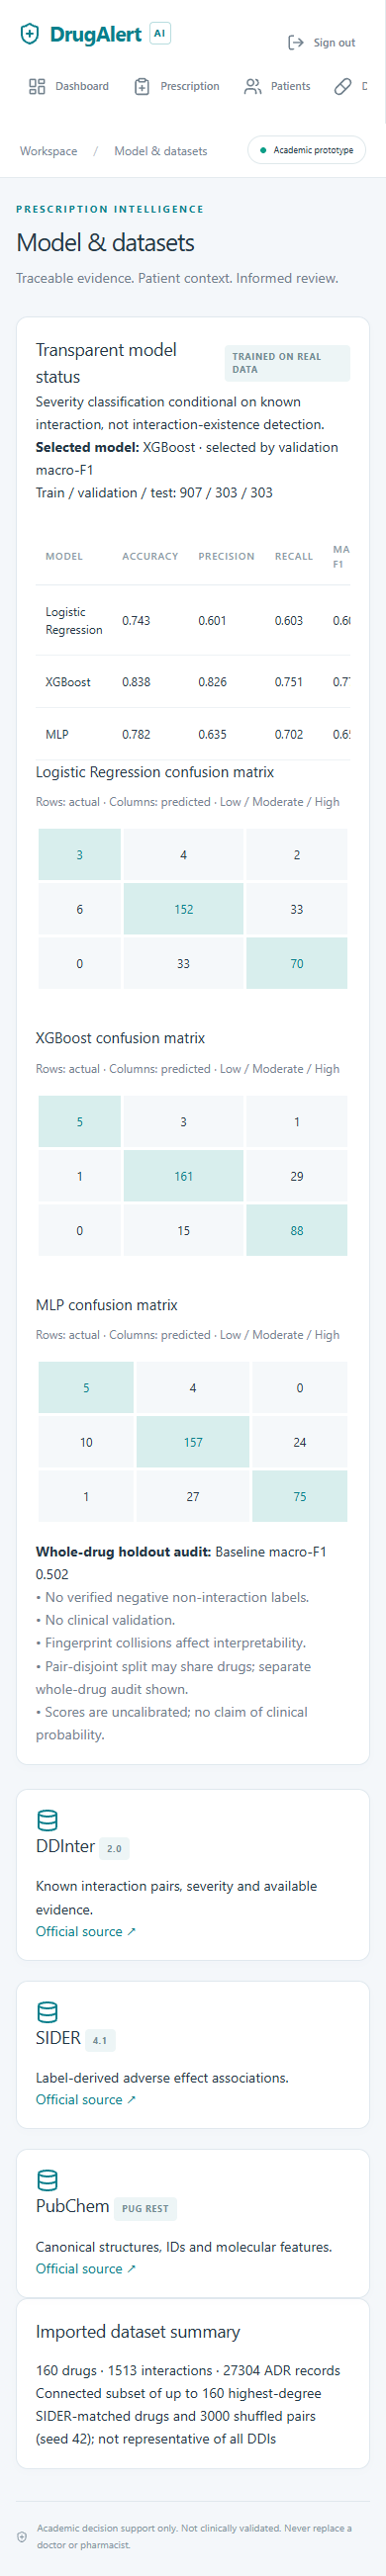 DrugAlert AI
Sign out
Dashboard Prescription Patients D
Workspace / Model & datasets Academic prototype
PRESCRIPTION INTELLIGENCE
Model & datasets
Traceable evidence. Patient context. Informed review.
Transparent model
status
TRAINED ON REAL
DATA
Severity classification conditional on known
interaction, not interaction-existence detection.
Selected model: XGBoost · selected by validation
macro-F1
Train / validation / test: 907 / 303 / 303
MODEL ACCURACY PRECISION RECALL MA
F1
Logistic
Regression 0.743 0.601 0.603 0.60
XGBoost 0.838 0.826 0.751 0.77
MLP 0.782 0.635 0.702 0.65
Logistic Regression confusion matrix
Rows: actual · Columns: predicted · Low / Moderate / High
3 4 2
6 152 33
0 33 70
XGBoost confusion matrix
Rows: actual · Columns: predicted · Low / Moderate / High
5 3 1
1 161 29
0 15 88
MLP confusion matrix
Rows: actual · Columns: predicted · Low / Moderate / High
5 4 0
10 157 24
1 27 75
Whole-drug holdout audit: Baseline macro-F1
0.502
• No verified negative non-interaction labels.
• No clinical validation.
• Fingerprint collisions affect interpretability.
• Pair-disjoint split may share drugs; separate
whole-drug audit shown.
• Scores are uncalibrated; no claim of clinical
probability.
DDInter 2.0
Known interaction pairs, severity and available
evidence.
Official source ↗
SIDER 4.1
Label-derived adverse effect associations.
Official source ↗
PubChem PUG REST
Canonical structures, IDs and molecular features.
Official source ↗
Imported dataset summary
160 drugs · 1513 interactions · 27304 ADR records
Connected subset of up to 160 highest-degree
SIDER-matched drugs and 3000 shuffled pairs
(seed 42); not representative of all DDIs
Academic decision support only. Not clinically validated. Never replace a
doctor or pharmacist.